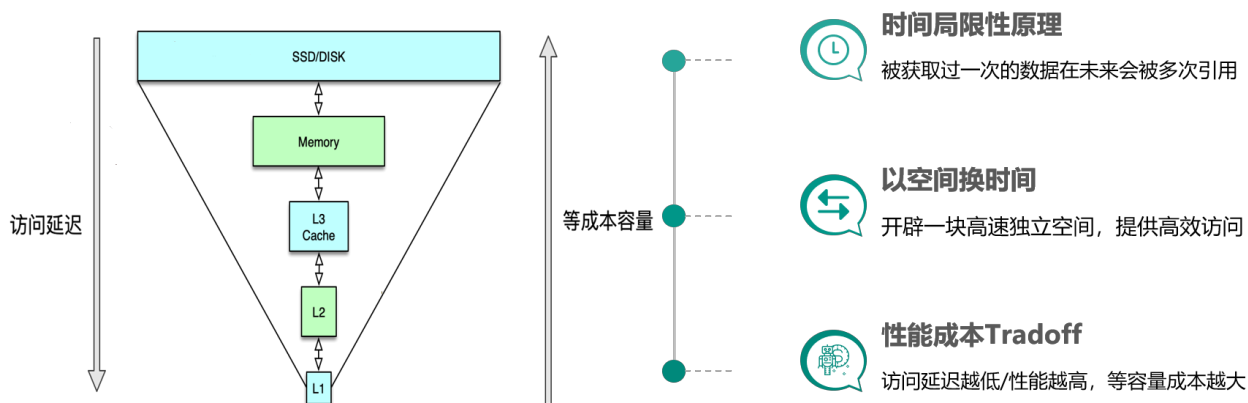 访问延迟
SSD/DISK
Memory
L3
Cache
L2
L1
等成本容量
时间局限性原理
被获取过一次的数据在未来会被多次引用
以空间换时间
开辟一块高速独立空间，提供高效访问
性能成本Tradoff
访问延迟越低/性能越高，等容量成本越大